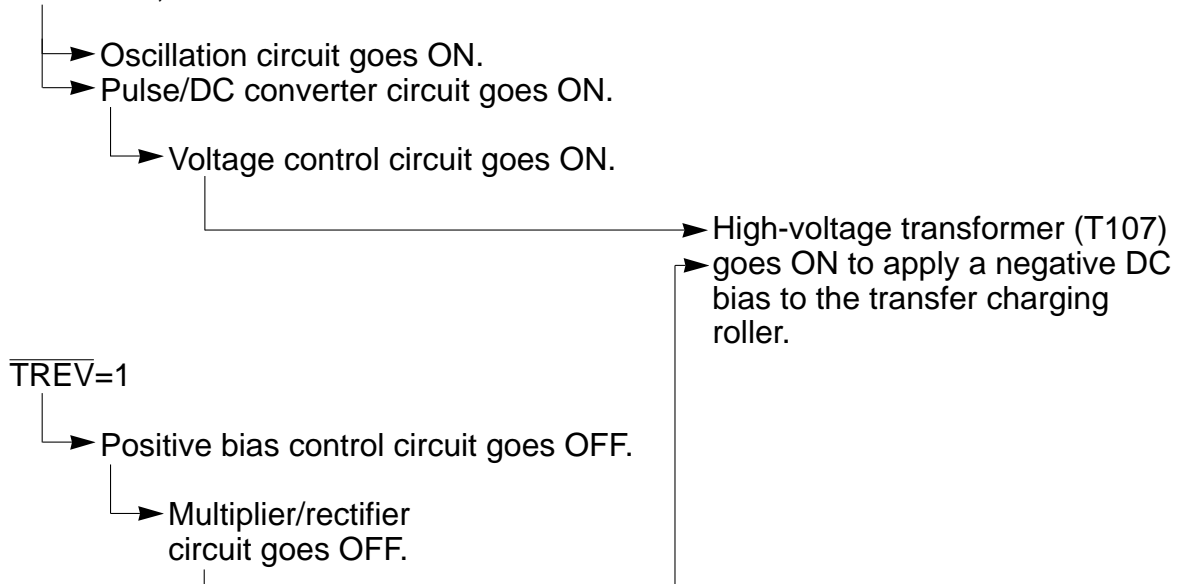 Oscillation circuit goes ON.
Pulse/DC converter circuit goes ON.
Voltage control circuit goes ON.
High-voltage transformer (T107)
goes ON to apply a negative DC
bias to the transfer charging
roller.
T̅R̅E̅V̅=1
Positive bias control circuit goes OFF.
Multiplier/rectifier
circuit goes OFF.